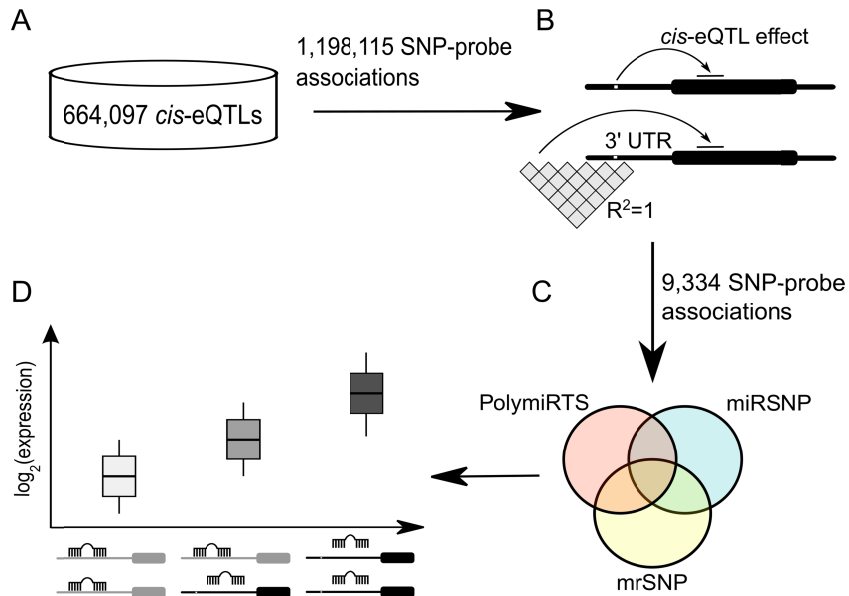 A
664,097 cis-eQTLs
1,198,115 SNP-probe
associations
B
cis-eQTL effect
3' UTR
R²=1
9,334 SNP-probe
associations
C
PolymiRTS
miRSNP
mrSNP
D
log₂(expression)